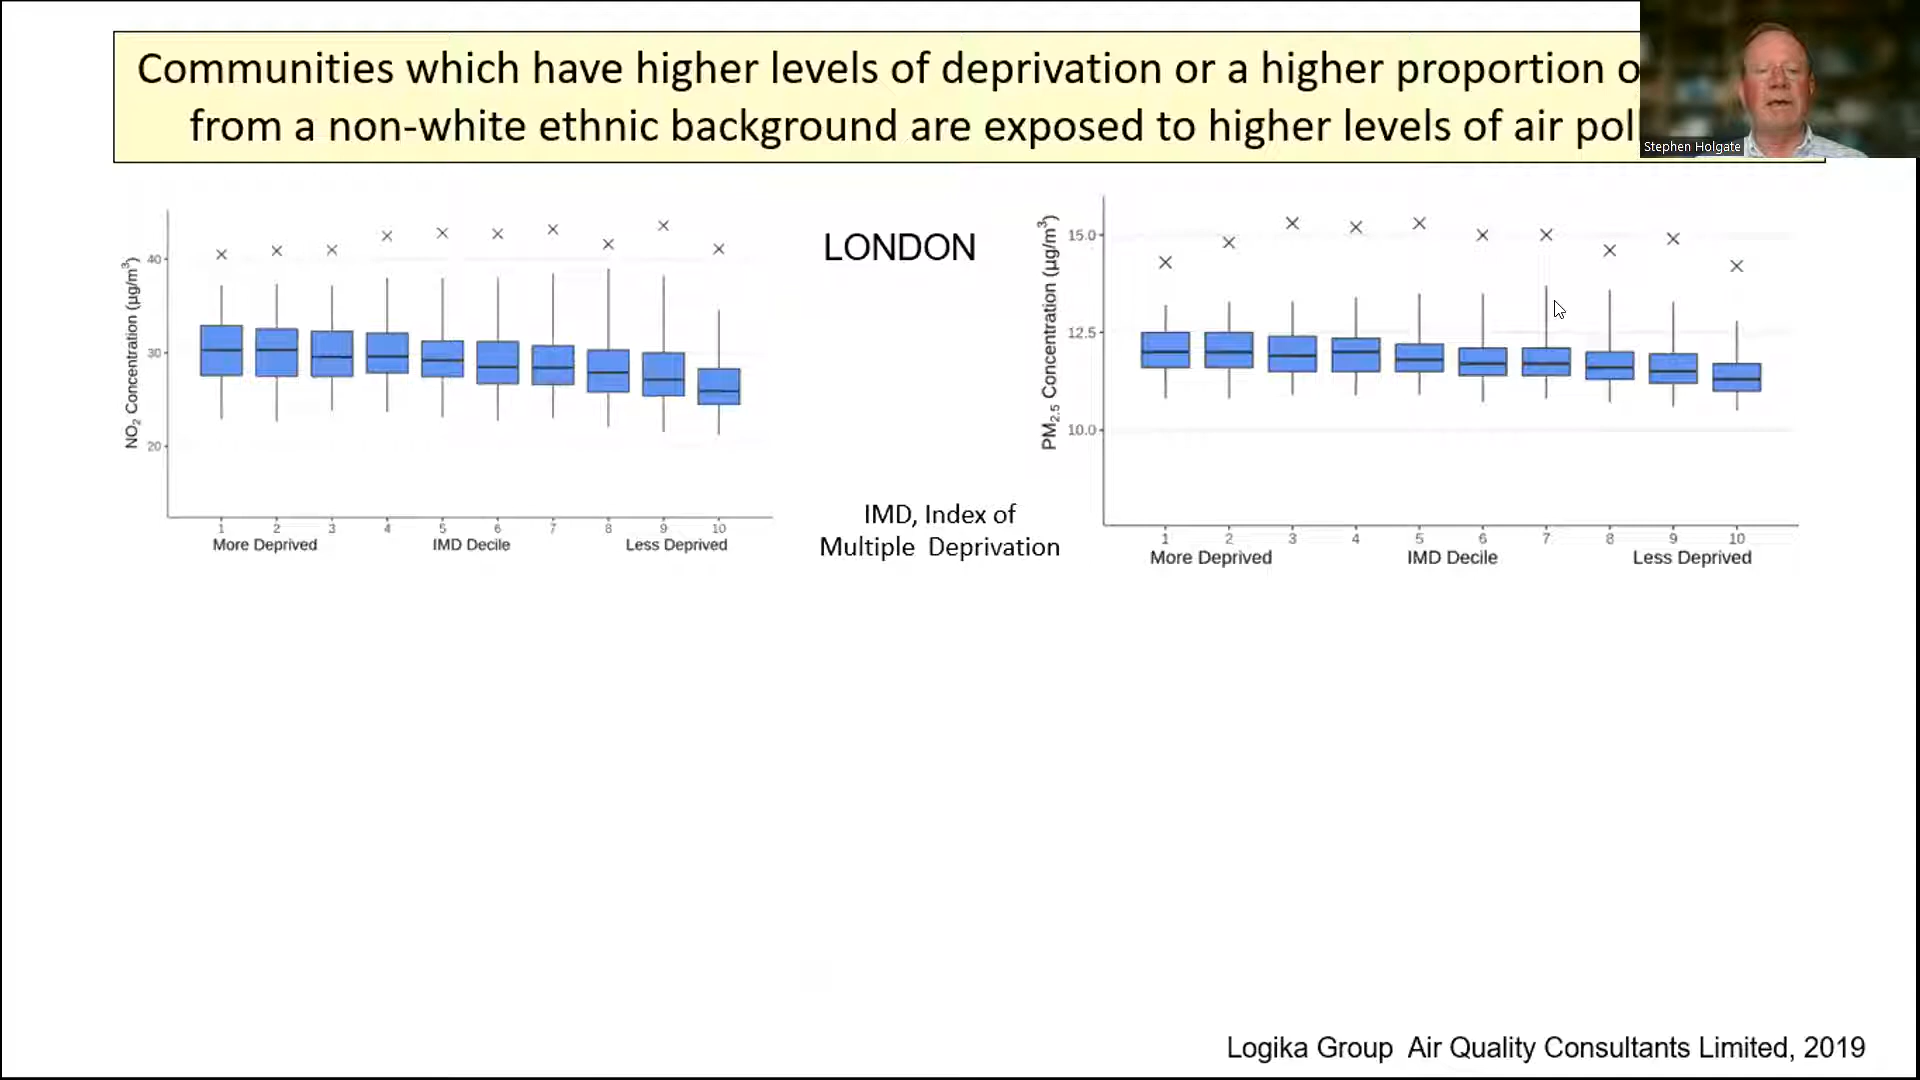 Communities which have higher levels of deprivation or a higher proportion
from a non-white ethnic background are exposed to higher levels of air
Stephen Holgate
LONDON
NO2 Concentration (µg/m³)
40
30
20
1 2 3 4 5 6 7 8 9 10
More Deprived IMD Decile Less Deprived
IMD, Index of
Multiple Deprivation
PM2.5 Concentration (µg/m³)
15.0
12.5
10.0
1 2 3 4 5 6 7 8 9 10
More Deprived IMD Decile Less Deprived
Logika Group Air Quality Consultants Limited, 2019